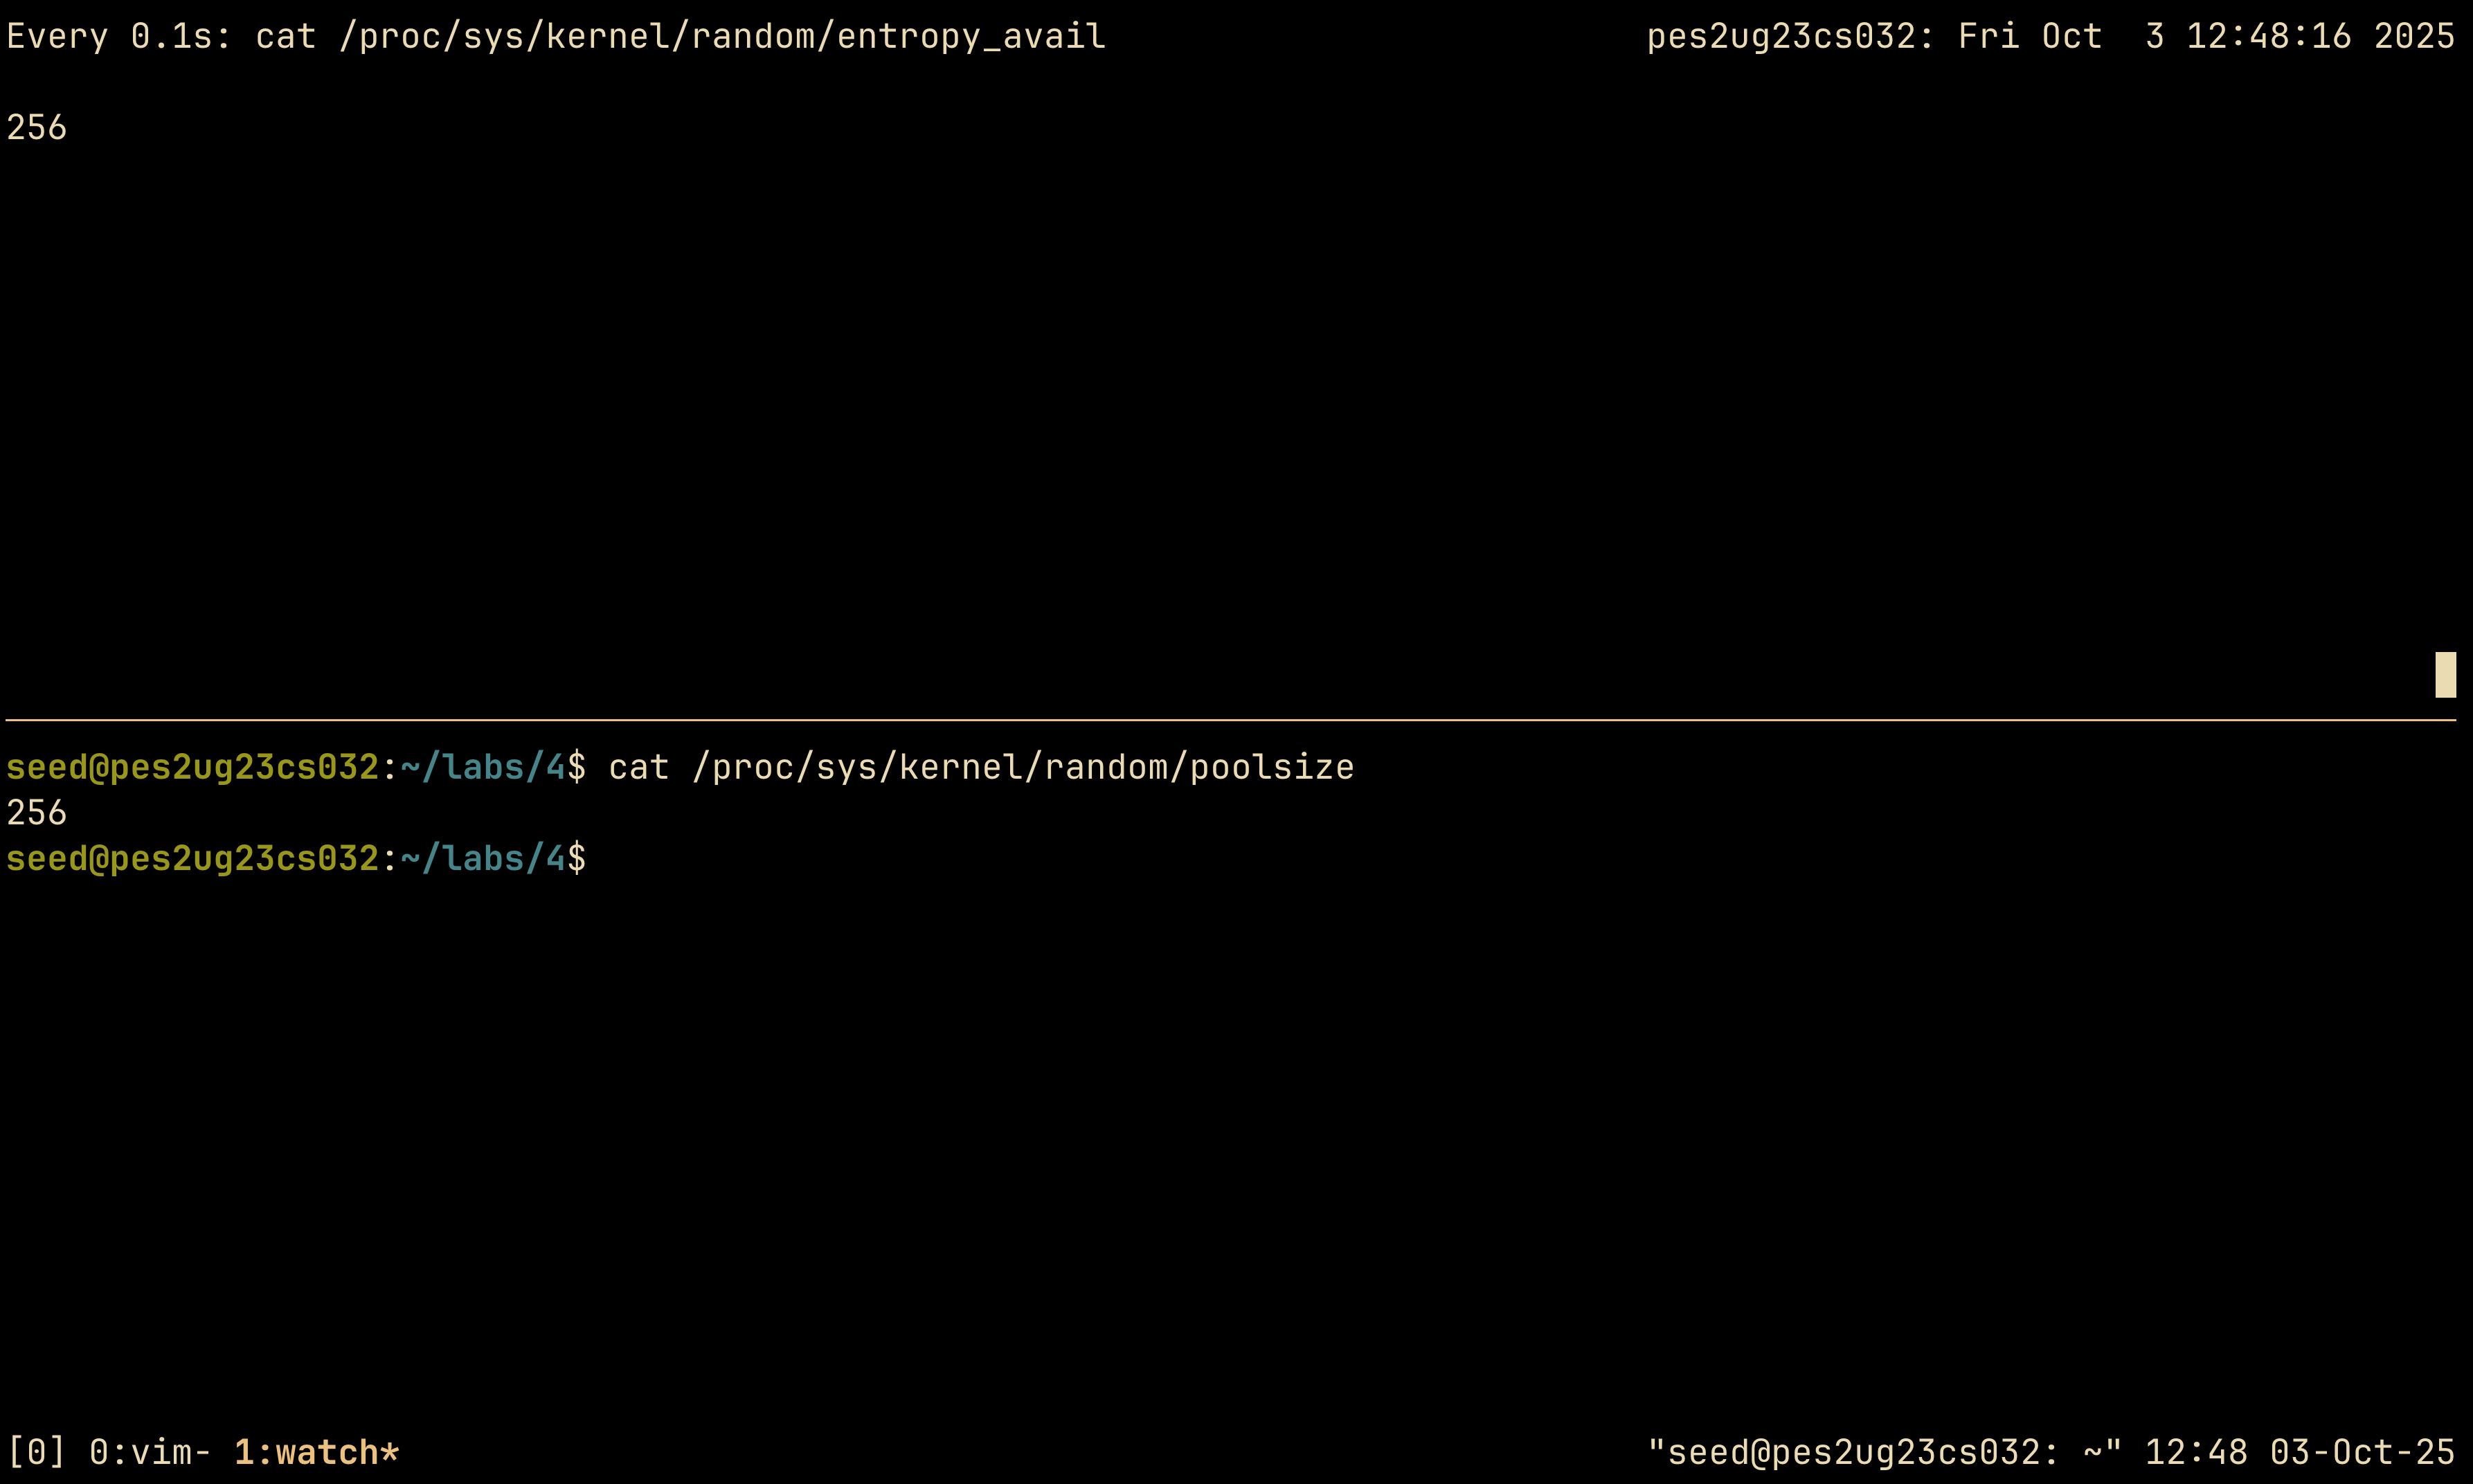 Every 0.1s: cat /proc/sys/kernel/random/entropy_avail pes2ug23cs032: Fri Oct  3 12:48:16 2025
256
seed@pes2ug23cs032:~/labs/4$ cat /proc/sys/kernel/random/poolsize
256
seed@pes2ug23cs032:~/labs/4$
[0] 0:vim- 1:watch* "seed@pes2ug23cs032: ~" 12:48 03-Oct-25